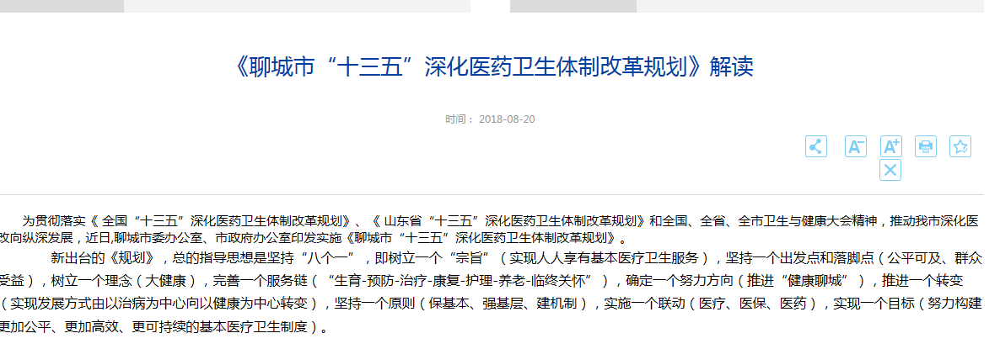 《聊城市“十三五”深化医药卫生体制改革规划》解读
时间： 2018-08-20
A-
A+
为贯彻落实《 全国“十三五”深化医药卫生体制改革规划》、《 山东省“十三五”深化医药卫生体制改革规划》和全国、全省、全市卫生与健康大会精神，推动我市深化医
改向纵深发展，近日,聊城市委办公室、市政府办公室印发实施《聊城市“十三五”深化医药卫生体制改革规划》。
新出台的《规划》，总的指导思想是坚持“八个一”，即树立一个“宗旨”（实现人人享有基本医疗卫生服务），坚持一个出发点和落脚点（公平可及、群众
受益），树立一个理念（大健康），完善一个服务链（“生育-预防-治疗-康复-护理-养老-临终关怀”），确定一个努力方向（推进“健康聊城”），推进一个转变
（实现发展方式由以治病为中心向以健康为中心转变），坚持一个原则（保基本、强基层、建机制），实施一个联动（医疗、医保、医药），实现一个目标（努力构建
更加公平、更加高效、更可持续的基本医疗卫生制度）。